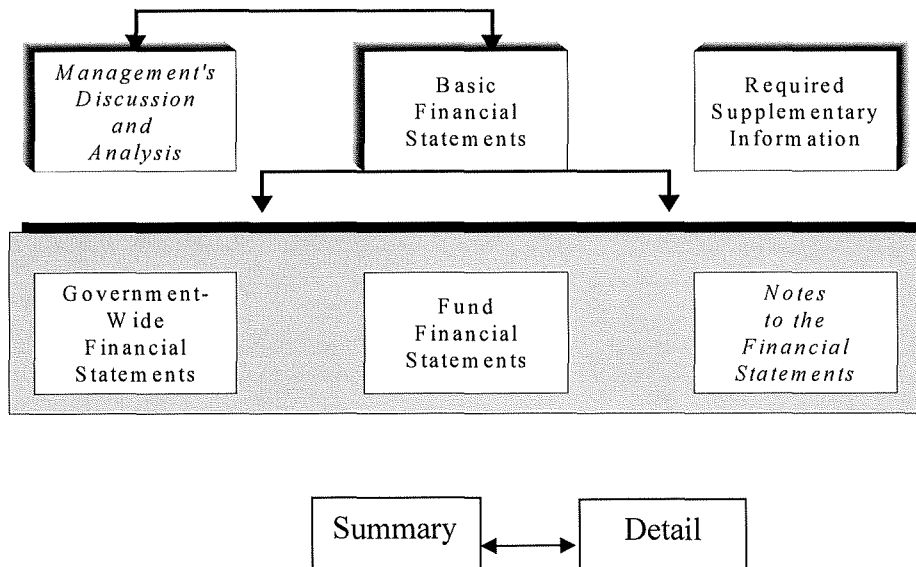 Management's
Discussion
and
Analysis
Basic
Financial
Statements
Required
Supplementary
Information
Government-
Wide
Financial
Statements
Fund
Financial
Statements
Notes
to the
Financial
Statements
Summary
Detail